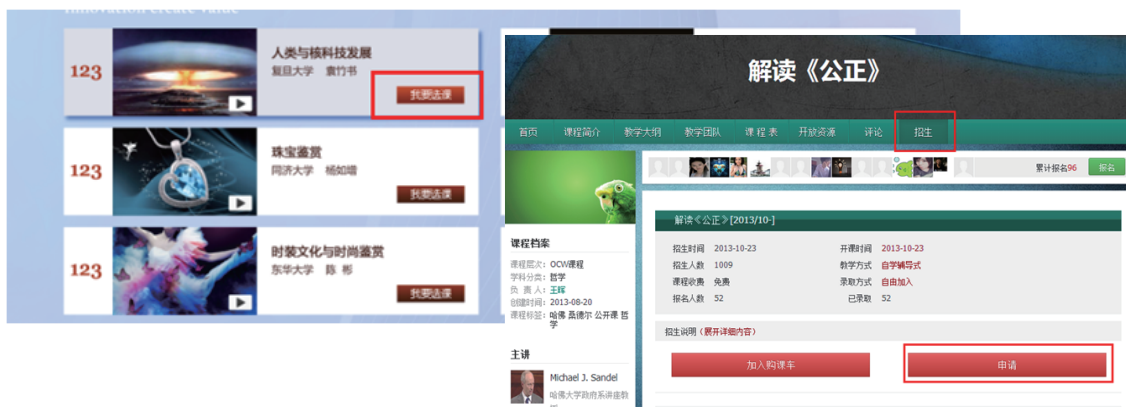 Innovation create value
123
人类与核科技发展
复旦大学 袁竹书
我要选课
123
珠宝鉴赏
同济大学 杨如增
我要选课
123
时装文化与时尚鉴赏
东华大学 陈 彬
我要选课
解读《公正》
首页 课程简介 教学大纲 教学团队 课程表 开放资源 评论 招生
累计报名96 报名
课程档案
课程层次：OCW课程
学科分类：哲学
负 责 人：王晖
创建时间：2013-08-20
课程标签：哈佛 桑德尔 公开课 哲
学
主讲
Michael J. Sandel
哈佛大学政府系讲座教
解读《公正》[2013/10-]
招生时间 2013-10-23 开课时间 2013-10-23
招生人数 1009 教学方式 自学辅导式
课程收费 免费 录取方式 自由加入
报名人数 52 已录取 52
招生说明（展开详细内容）
加入购课车 申请